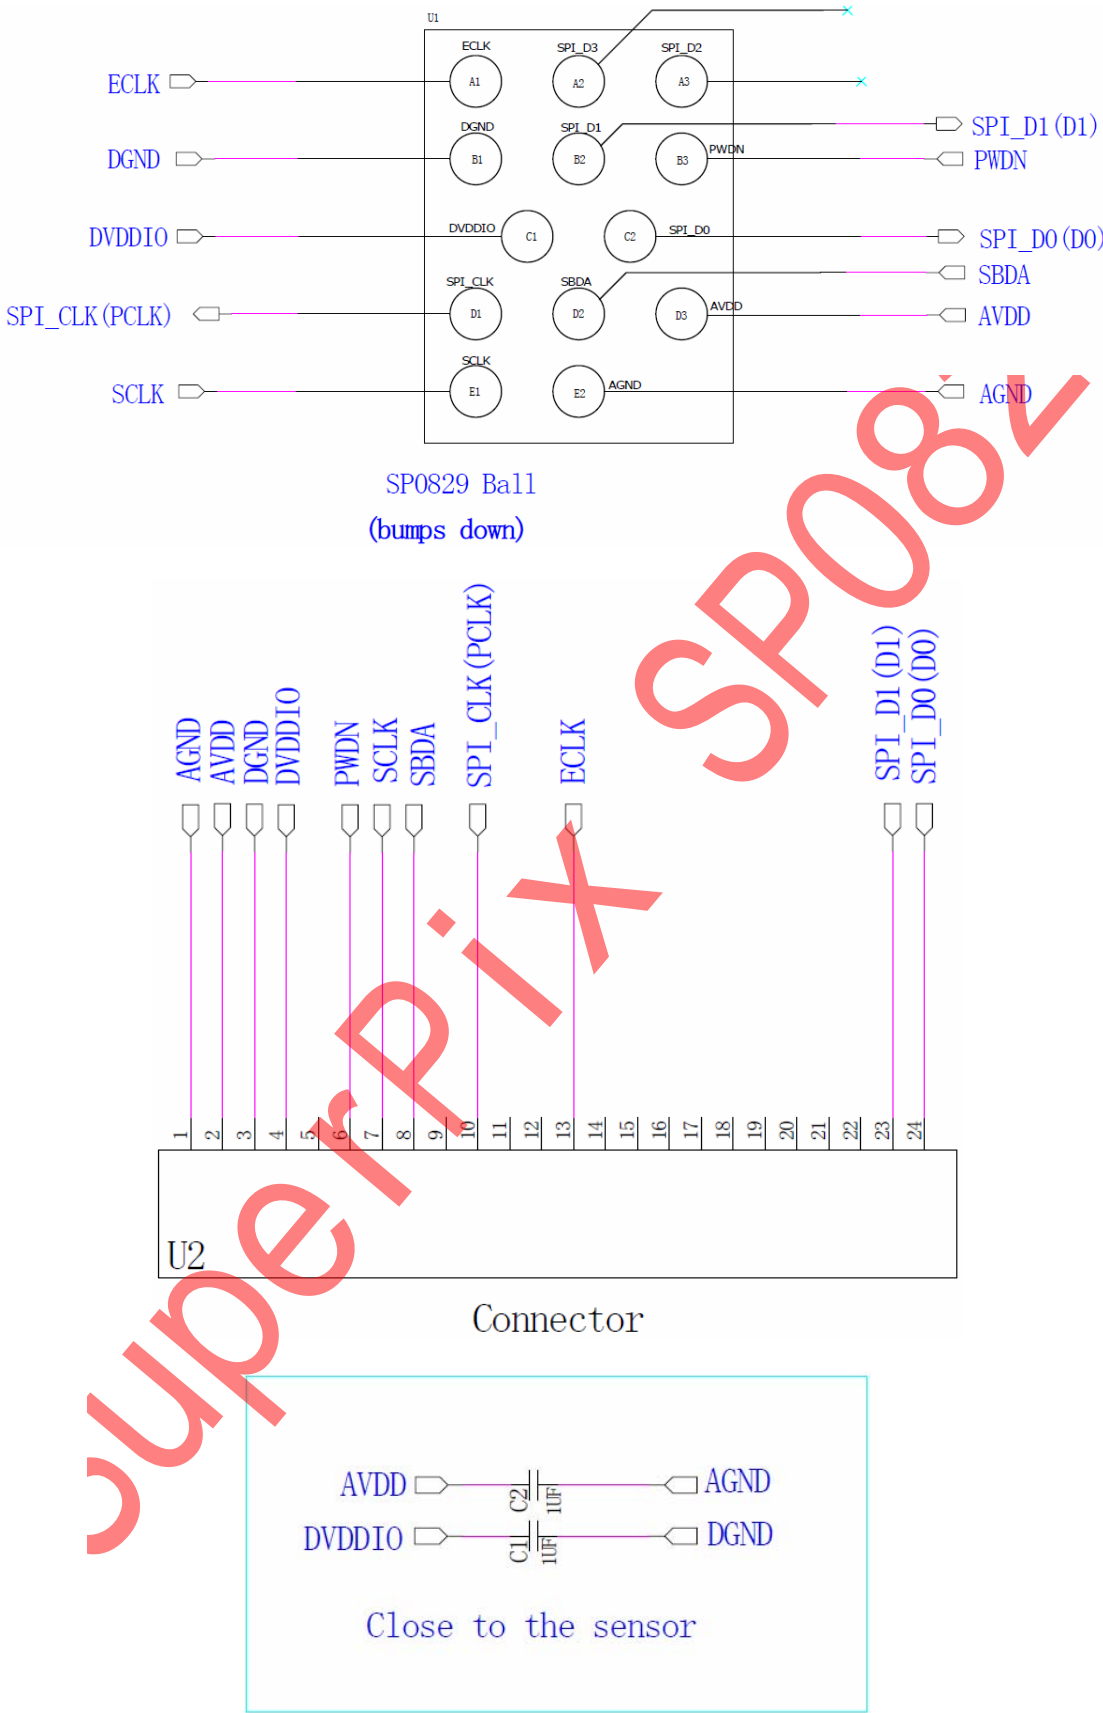 U1
ECLK SPI_D3 SPI_D2
ECLK A1 A2 A3
DGND SPI_D1
SPI_D1(D1)
DGND B1 B2 B3 PWDN PWDN
DVDDIO DVDDIO C1 C2 SPI_D0 SPI_D0(D0)
SPI_CLK SBDA SBDA
SPI_CLK(PCLK) D1 D2 D3 AVDD AVDD
SCLK
SCLK E1 E2 AGND AGND
SP0829 Ball
(bumps down)
AGND
AVDD
DGND
DVDDIO
PWDN
SCLK
SBDA
SPI_CLK(PCLK)
ECLK
SPI_D1(D1)
SPI_D0(D0)
1 2 3 4 5 6 7 8 9 10 11 12 13 14 15 16 17 18 19 20 21 22 23 24
U2
Connector
AVDD C2 1UF AGND
DVDDIO C1 1UF DGND
Close to the sensor
SuperPix SP082